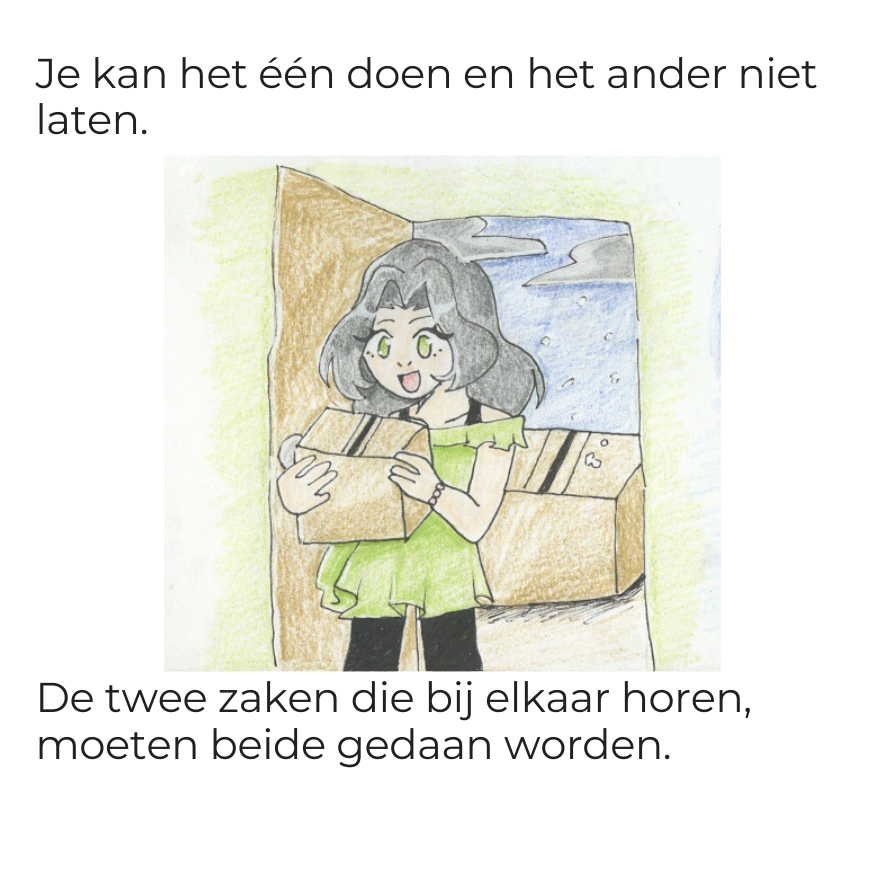 Je kan het één doen en het ander niet
laten.
De twee zaken die bij elkaar horen,
moeten beide gedaan worden.